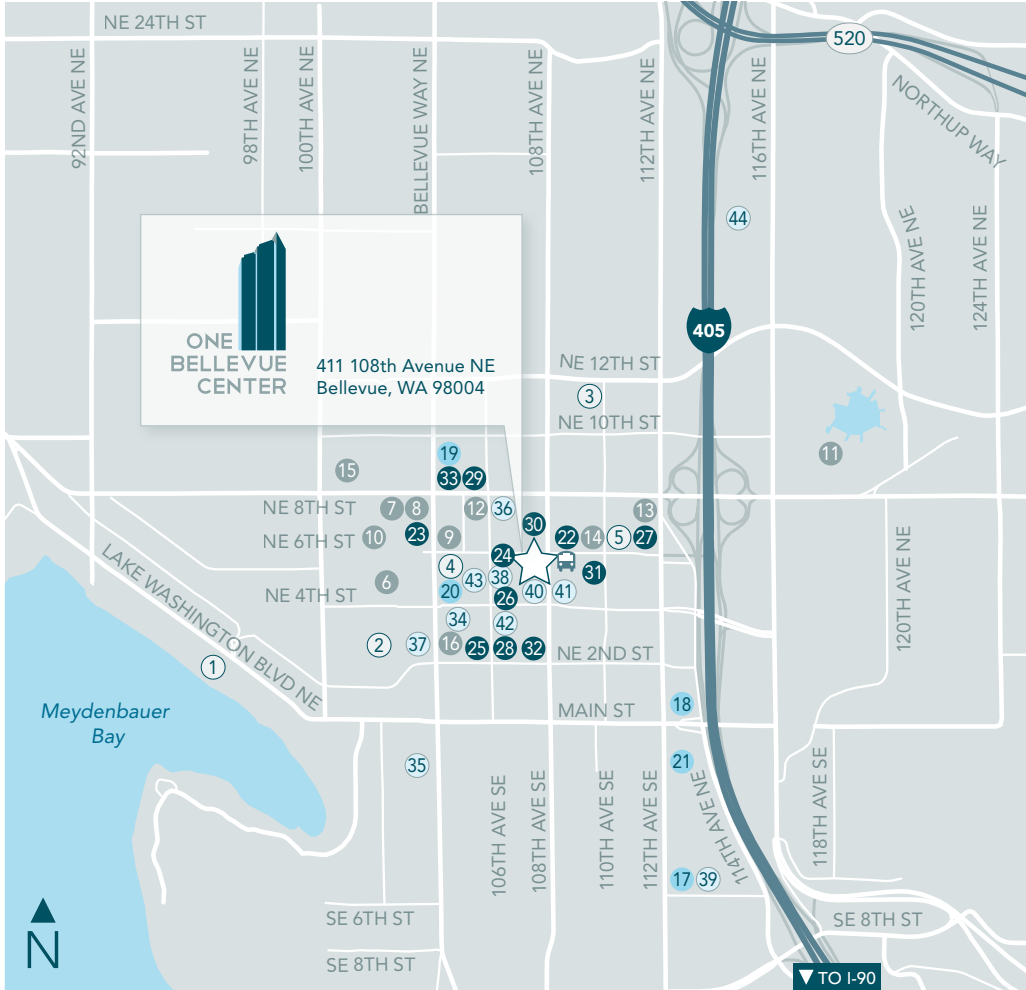 NE 24TH ST
520
92ND AVE NE
98TH AVE NE
100TH AVE NE
BELLEVUE WAY NE
108TH AVE NE
112TH AVE NE
116TH AVE NE
NORTHUP WAY
44
120TH AVE NE
124TH AVE NE
405
ONE
BELLEVUE
CENTER
411 108th Avenue NE
Bellevue, WA 98004
NE 12TH ST
3
NE 10TH ST
19
11
15
33 29
NE 8TH ST
7 8 12 36 13
30
NE 6TH ST
10 23 9 22 14 5 27
24
4 43 38 31
6
NE 4TH ST
20 26 40 41
34 42
2 37 16 25 28 32
NE 2ND ST
LAKE WASHINGTON BLVD NE
1
120TH AVE NE
Meydenbauer
Bay
MAIN ST
18
35
21
106TH AVE SE
108TH AVE SE
110TH AVE SE
112TH AVE SE
114TH AVE NE
118TH AVE SE
17 39
SE 6TH ST
SE 8TH ST
SE 8TH ST
N
TO I-90